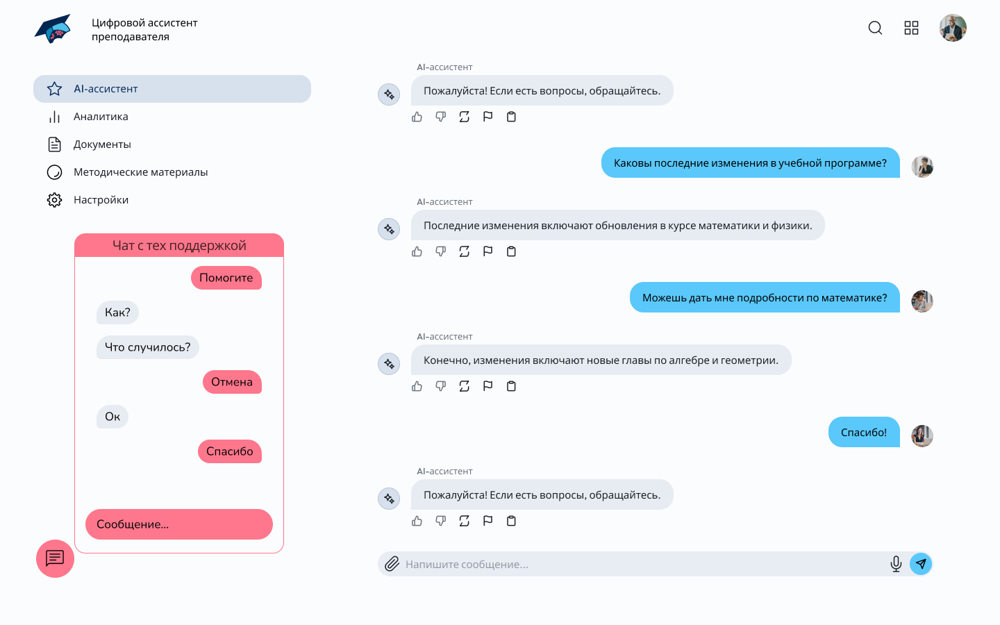 Цифровой ассистент
преподавателя
AI-ассистент
Аналитика
Документы
Методические материалы
Настройки
Чат с тех поддержкой
Помогите
Как?
Что случилось?
Отмена
Ок
Спасибо
Сообщение...
AI-ассистент
Пожалуйста! Если есть вопросы, обращайтесь.
Каковы последние изменения в учебной программе?
AI-ассистент
Последние изменения включают обновления в курсе математики и физики.
Можешь дать мне подробности по математике?
AI-ассистент
Конечно, изменения включают новые главы по алгебре и геометрии.
Спасибо!
AI-ассистент
Пожалуйста! Если есть вопросы, обращайтесь.
Напишите сообщение...